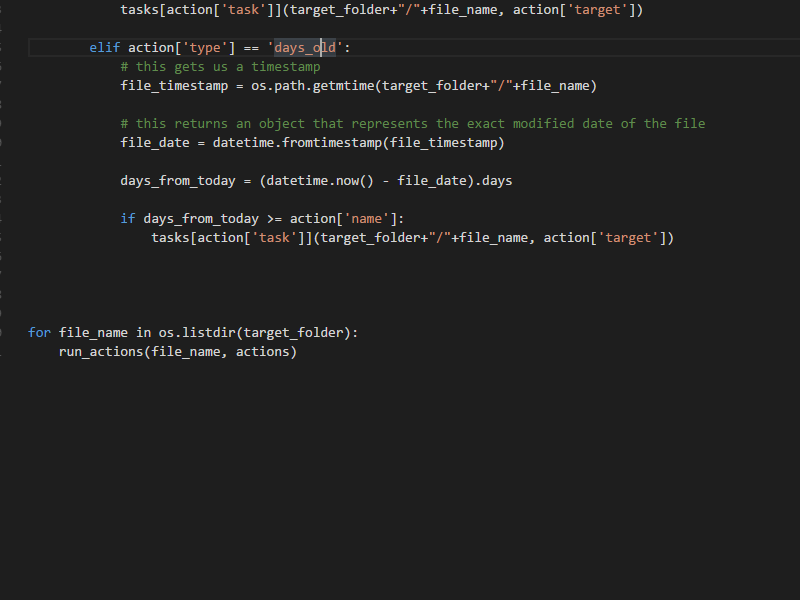 tasks[action['task']](target_folder+"/"+file_name, action['target'])
elif action['type'] == 'days_old':
# this gets us a timestamp
file_timestamp = os.path.getmtime(target_folder+"/"+file_name)
# this returns an object that represents the exact modified date of the file
file_date = datetime.fromtimestamp(file_timestamp)
days_from_today = (datetime.now() - file_date).days
if days_from_today >= action['name']:
tasks[action['task']](target_folder+"/"+file_name, action['target'])
for file_name in os.listdir(target_folder):
run_actions(file_name, actions)